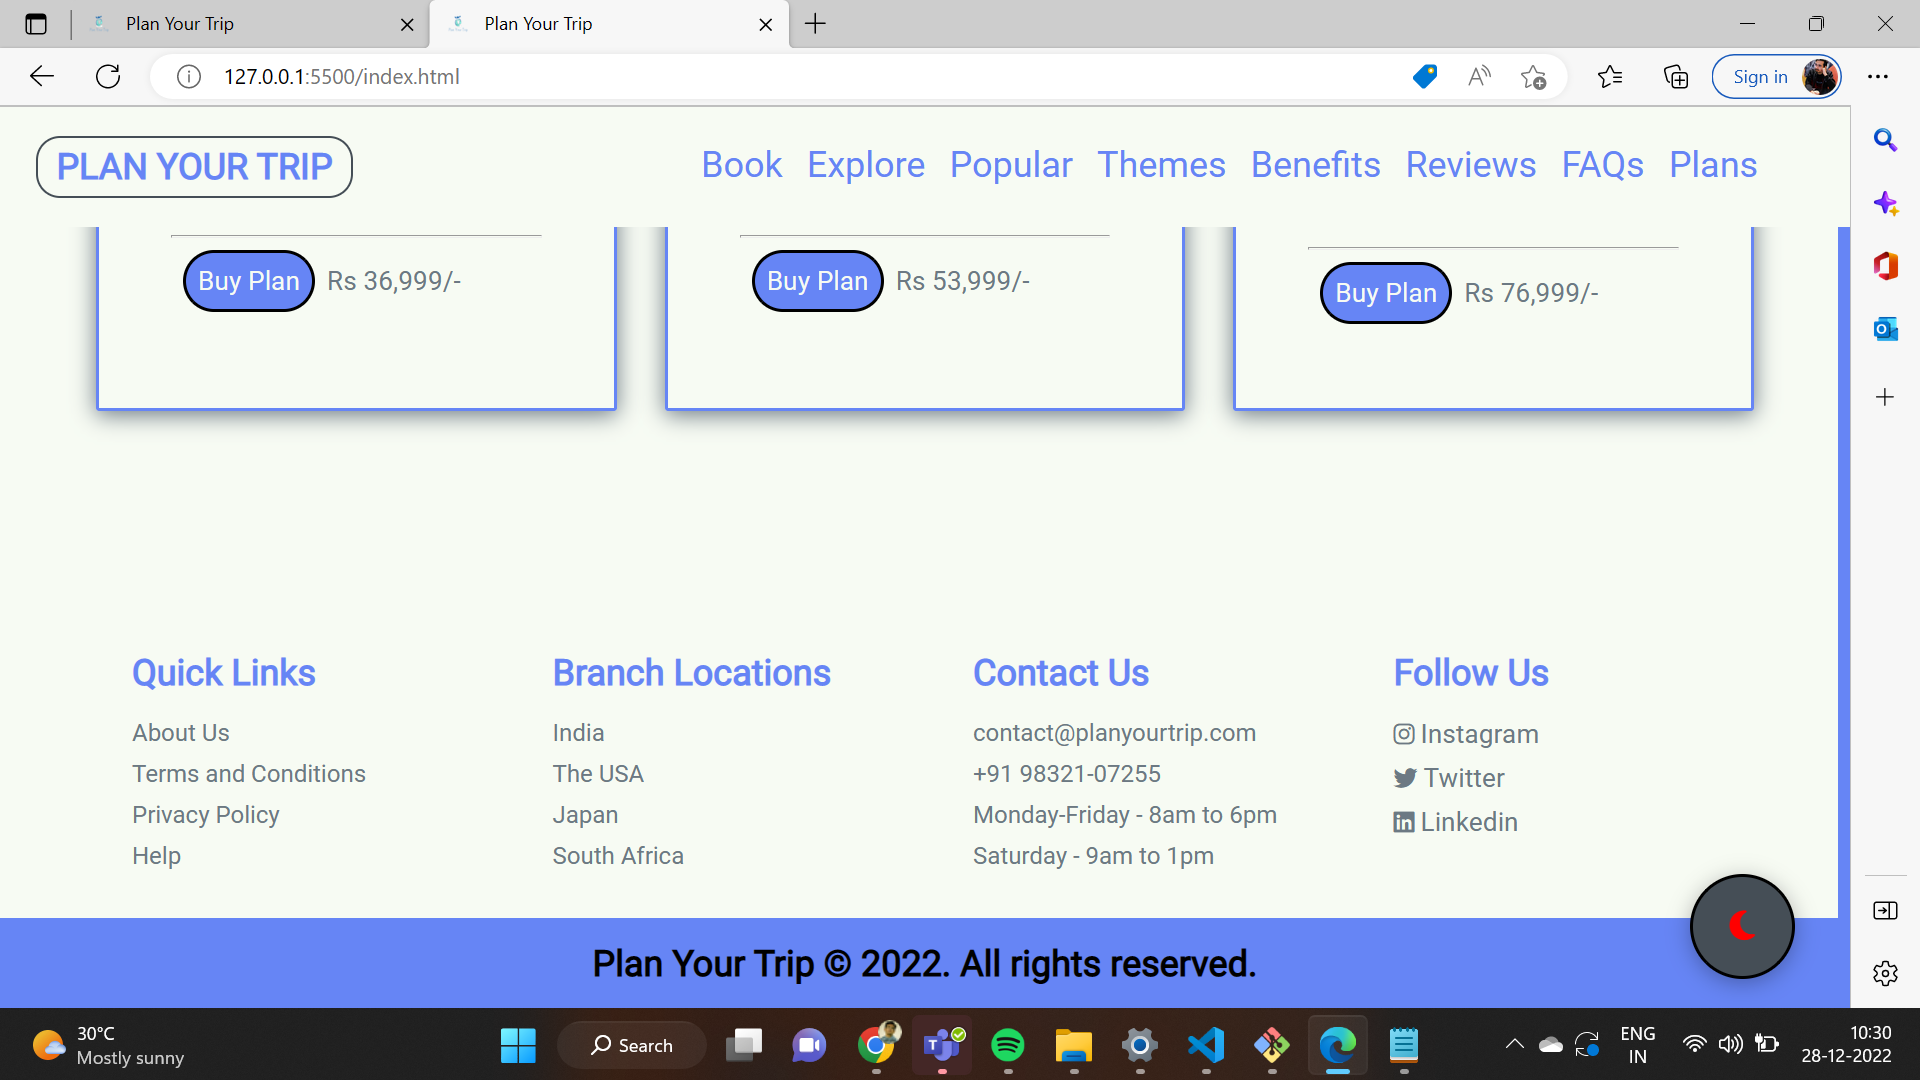 Plan Your Trip
Plan Your Trip
127.0.0.1:5500/index.html
Sign in
PLAN YOUR TRIP
Book Explore Popular Themes Benefits Reviews FAQs Plans
Buy Plan Rs 36,999/-
Buy Plan Rs 53,999/-
Buy Plan Rs 76,999/-
Quick Links
About Us
Terms and Conditions
Privacy Policy
Help
Branch Locations
India
The USA
Japan
South Africa
Contact Us
contact@planyourtrip.com
+91 98321-07255
Monday-Friday - 8am to 6pm
Saturday - 9am to 1pm
Follow Us
Instagram
Twitter
Linkedin
Plan Your Trip © 2022. All rights reserved.
30°C
Mostly sunny
Search
ENG
IN
10:30
28-12-2022